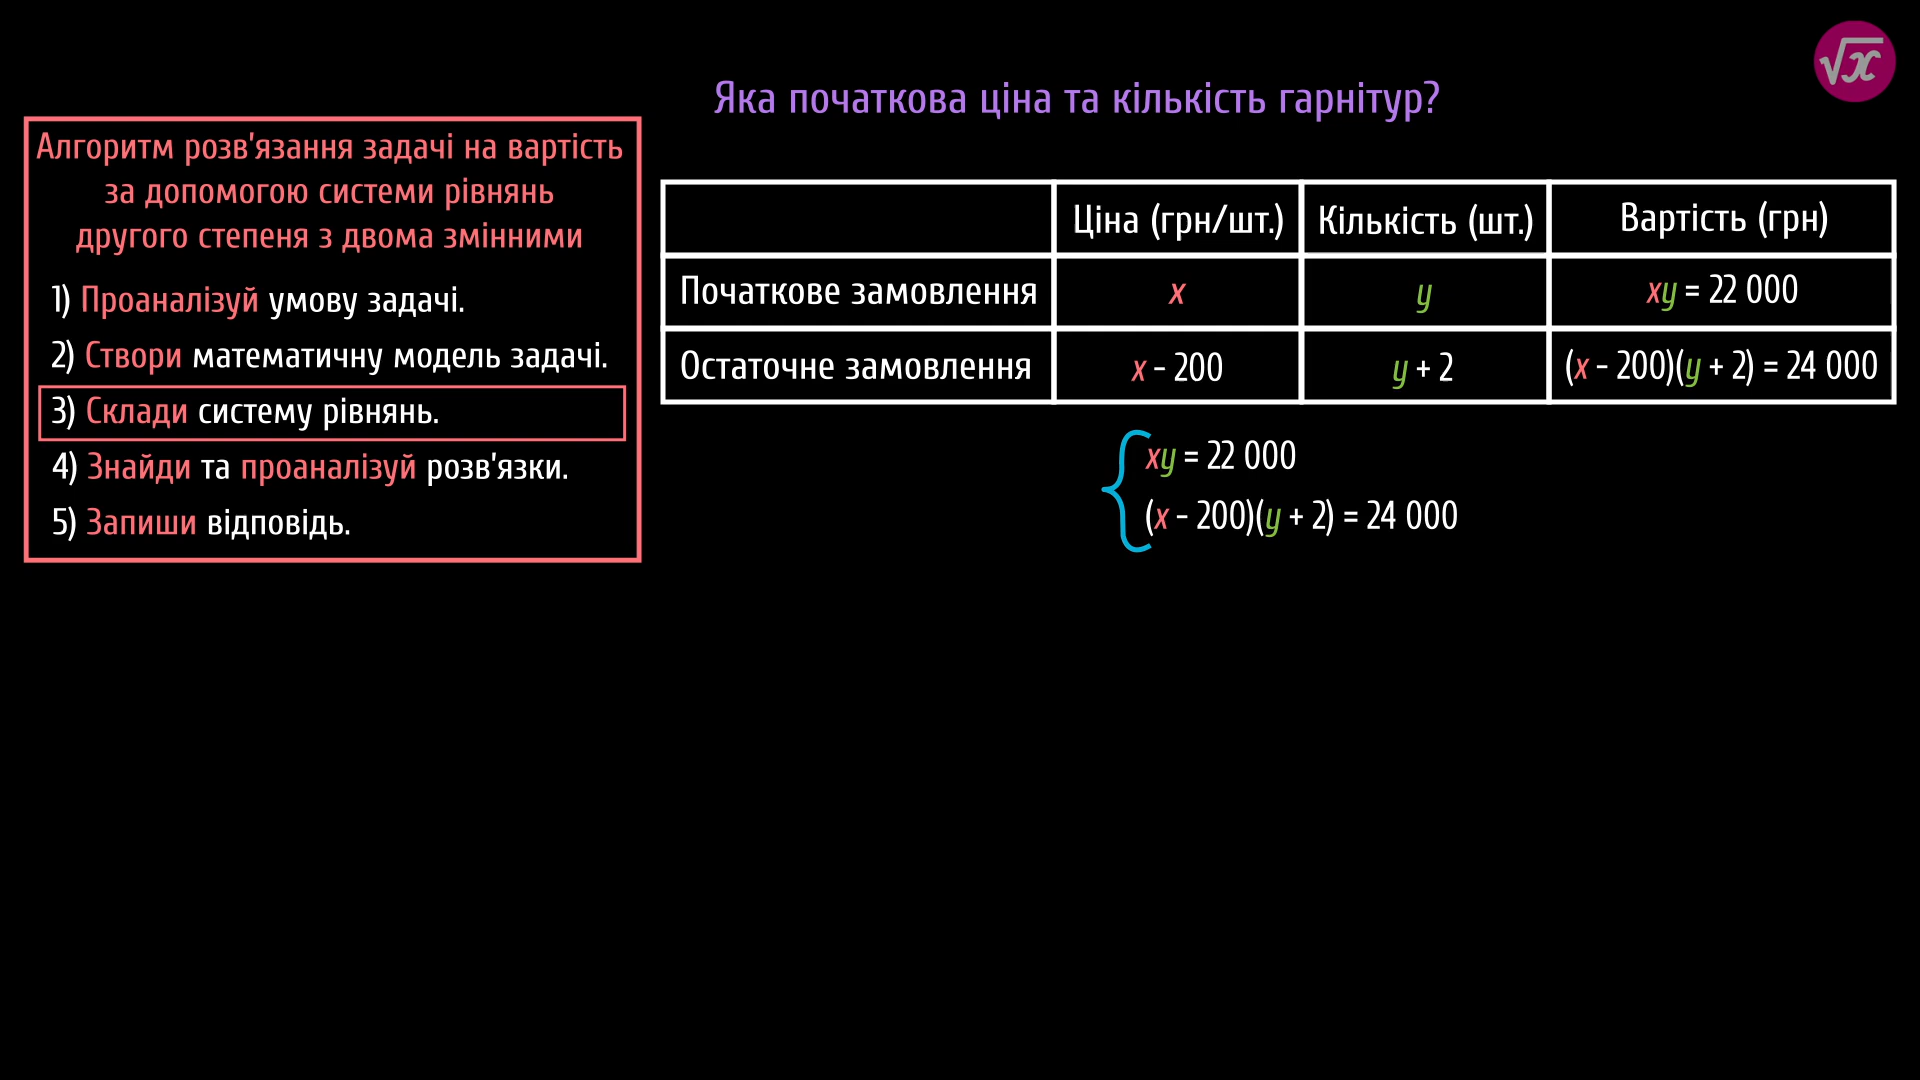 √x
Яка початкова ціна та кількість гарнітур?
Алгоритм розв'язання задачі на вартість
за допомогою системи рівнянь
другого степеня з двома змінними
1) Проаналізуй умову задачі.
2) Створи математичну модель задачі.
3) Склади систему рівнянь.
4) Знайди та проаналізуй розв'язки.
5) Запиши відповідь.
Ціна (грн/шт.) Кількість (шт.) Вартість (грн)
Початкове замовлення x y xy = 22 000
Остаточне замовлення x - 200 y + 2 (x - 200)(y + 2) = 24 000
xy = 22 000
(x - 200)(y + 2) = 24 000